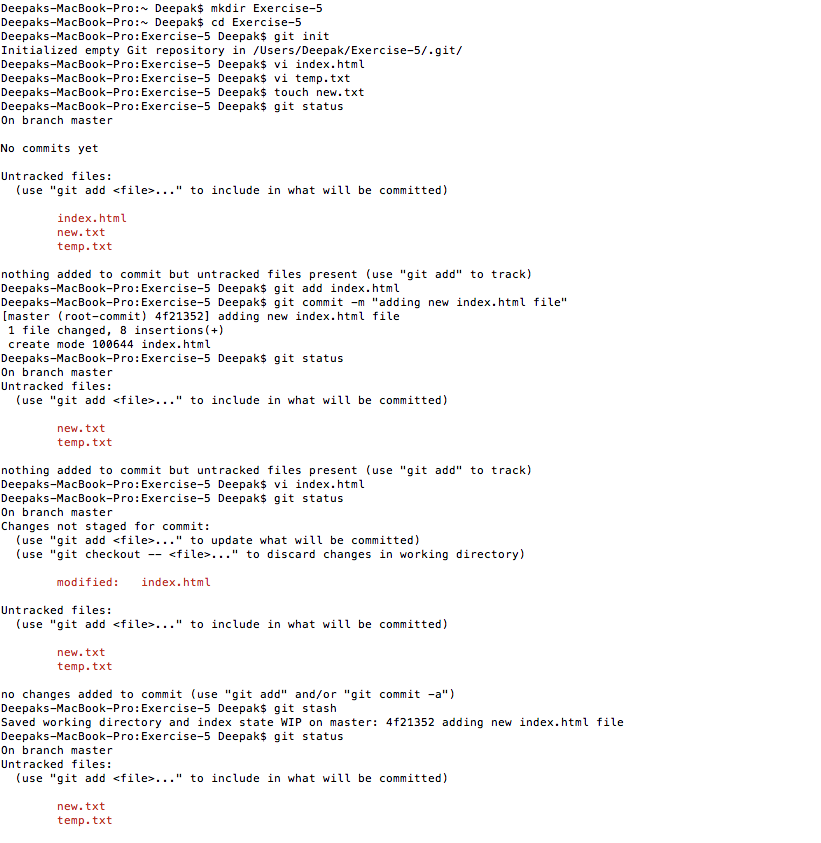 Deepaks-MacBook-Pro:~ Deepak$ mkdir Exercise-5
Deepaks-MacBook-Pro:~ Deepak$ cd Exercise-5
Deepaks-MacBook-Pro:Exercise-5 Deepak$ git init
Initialized empty Git repository in /Users/Deepak/Exercise-5/.git/
Deepaks-MacBook-Pro:Exercise-5 Deepak$ vi index.html
Deepaks-MacBook-Pro:Exercise-5 Deepak$ vi temp.txt
Deepaks-MacBook-Pro:Exercise-5 Deepak$ touch new.txt
Deepaks-MacBook-Pro:Exercise-5 Deepak$ git status
On branch master

No commits yet

Untracked files:
  (use "git add <file>..." to include in what will be committed)

        index.html
        new.txt
        temp.txt

nothing added to commit but untracked files present (use "git add" to track)
Deepaks-MacBook-Pro:Exercise-5 Deepak$ git add index.html
Deepaks-MacBook-Pro:Exercise-5 Deepak$ git commit -m "adding new index.html file"
[master (root-commit) 4f21352] adding new index.html file
 1 file changed, 8 insertions(+)
 create mode 100644 index.html
Deepaks-MacBook-Pro:Exercise-5 Deepak$ git status
On branch master
Untracked files:
  (use "git add <file>..." to include in what will be committed)

        new.txt
        temp.txt

nothing added to commit but untracked files present (use "git add" to track)
Deepaks-MacBook-Pro:Exercise-5 Deepak$ vi index.html
Deepaks-MacBook-Pro:Exercise-5 Deepak$ git status
On branch master
Changes not staged for commit:
  (use "git add <file>..." to update what will be committed)
  (use "git checkout -- <file>..." to discard changes in working directory)

        modified:   index.html

Untracked files:
  (use "git add <file>..." to include in what will be committed)

        new.txt
        temp.txt

no changes added to commit (use "git add" and/or "git commit -a")
Deepaks-MacBook-Pro:Exercise-5 Deepak$ git stash
Saved working directory and index state WIP on master: 4f21352 adding new index.html file
Deepaks-MacBook-Pro:Exercise-5 Deepak$ git status
On branch master
Untracked files:
  (use "git add <file>..." to include in what will be committed)

        new.txt
        temp.txt